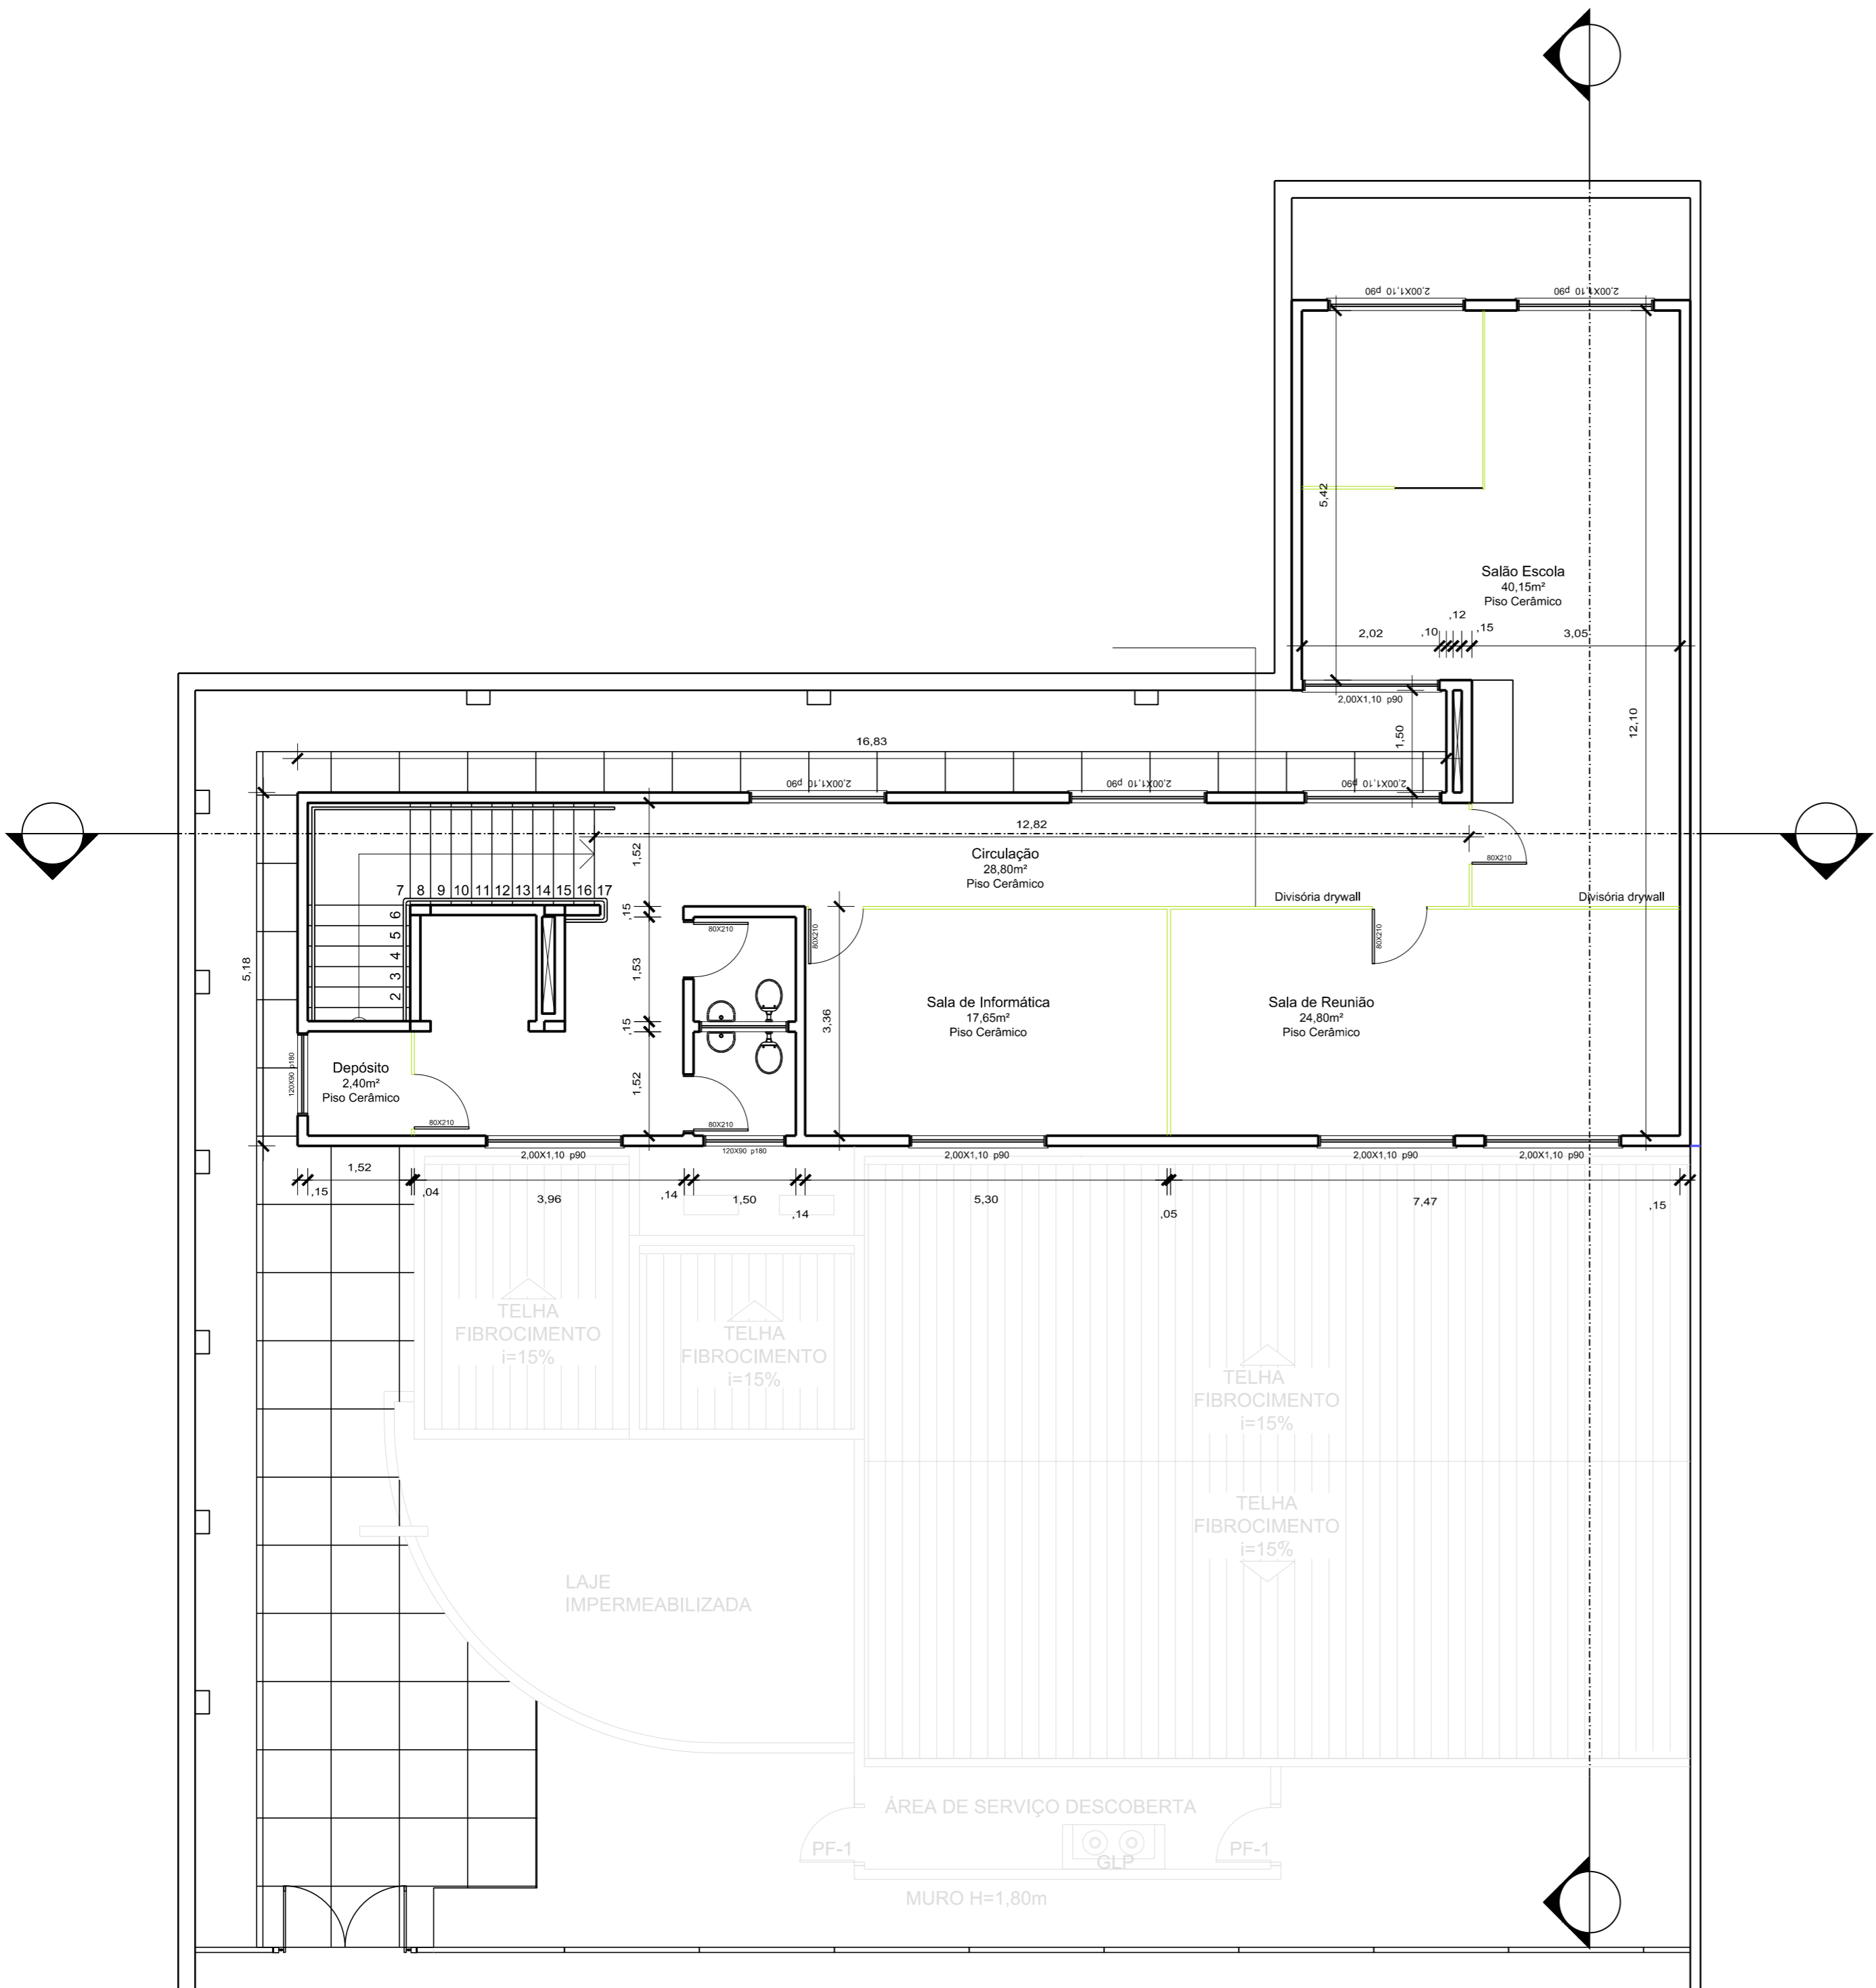 2,00X1,10 p90
2,00X1,10 p90
5,42
Salão Escola
40,15m²
Piso Cerâmico
,12
2,02
,10
,15
3,05
2,00X1,10 p90
12,10
1,50
16,83
2,00X1,10 p90
2,00X1,10 p90
2,00X1,10 p90
12,82
1,52
Circulação
28,80m²
Piso Cerâmico
80X210
7 8 9 10 11 12 13 14 15 16 17
6
5
4
3
2
Divisória drywall
Divisória drywall
,15
80X210
80X210
80X210
5,18
1,53
3,36
Sala de Informática
17,65m²
Piso Cerâmico
Sala de Reunião
24,80m²
Piso Cerâmico
,15
120X90 p180
Depósito
2,40m²
Piso Cerâmico
1,52
80X210
80X210
2,00X1,10 p90
120X90 p180
2,00X1,10 p90
2,00X1,10 p90
2,00X1,10 p90
1,52
,15
,04
3,96
,14
1,50
,14
5,30
,05
7,47
,15
TELHA
FIBROCIMENTO
i=15%
TELHA
FIBROCIMENTO
i=15%
TELHA
FIBROCIMENTO
i=15%
TELHA
FIBROCIMENTO
i=15%
LAJE
IMPERMEABILIZADA
ÁREA DE SERVIÇO DESCOBERTA
PF-1
GLP
PF-1
MURO H=1,80m